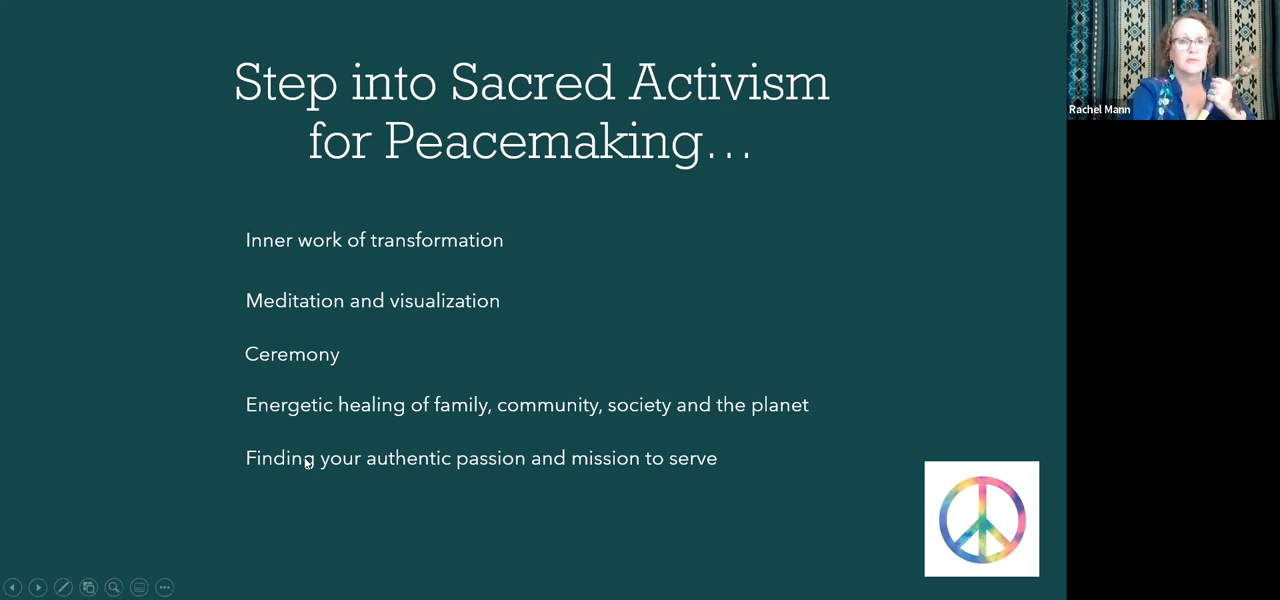 Step into Sacred Activism
for Peacemaking...
Rachel Mann
Inner work of transformation
Meditation and visualization
Ceremony
Energetic healing of family, community, society and the planet
Finding your authentic passion and mission to serve